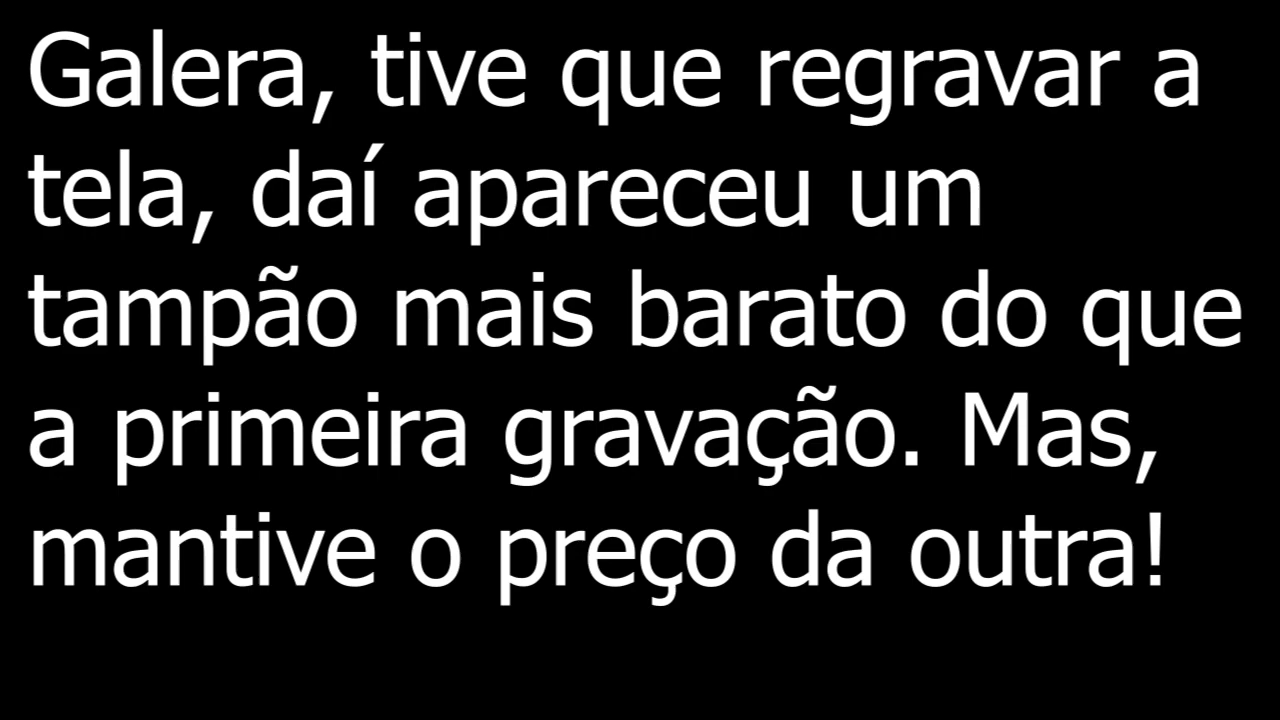 Galera, tive que regravar a
tela, daí apareceu um
tampão mais barato do que
a primeira gravação. Mas,
mantive o preço da outra!